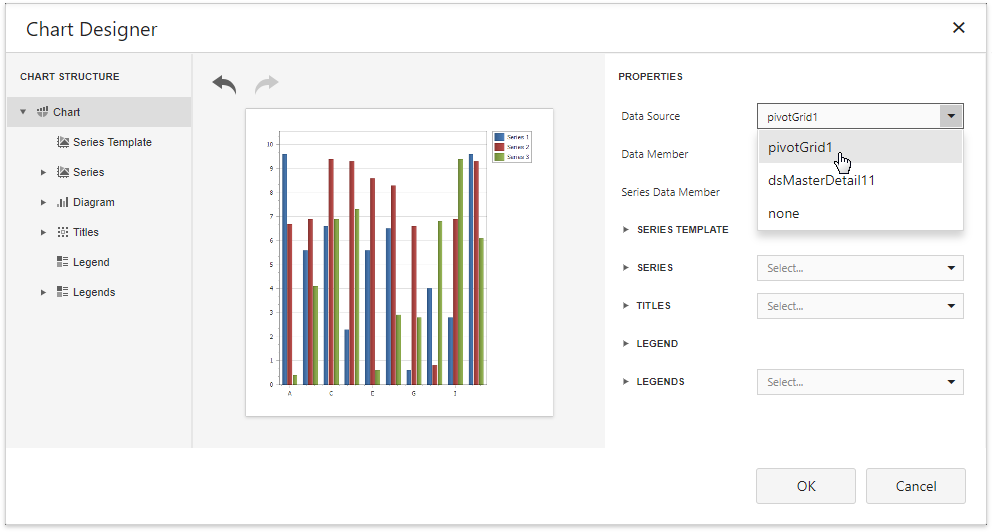 Chart Designer
CHART STRUCTURE
Chart
Series Template
Series
Diagram
Titles
Legend
Legends
10
9
8
7
6
5
4
3
2
1
0
A
C
E
G
I
Series 1
Series 2
Series 3
PROPERTIES
Data Source
pivotGrid1
pivotGrid1
Data Member
dsMasterDetail11
Series Data Member
none
SERIES TEMPLATE
SERIES
Select...
TITLES
Select...
LEGEND
LEGENDS
Select...
OK
Cancel